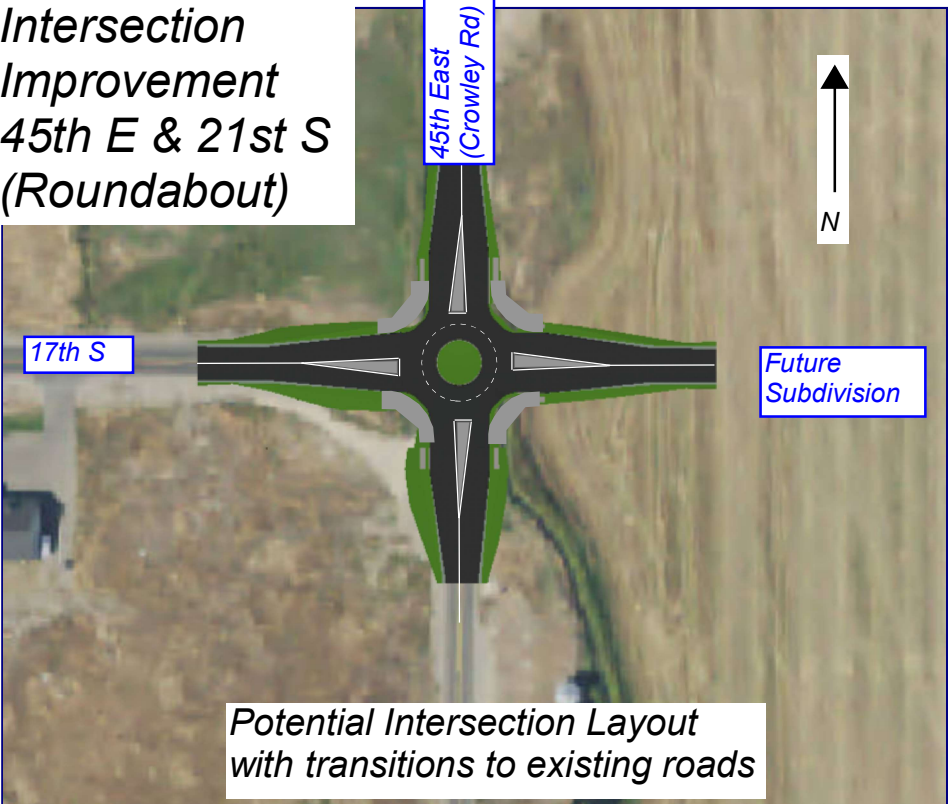 Intersection
Improvement
45th E & 21st S
(Roundabout)
45th East
(Crowley Rd)
N
17th S
Future
Subdivision
Potential Intersection Layout
with transitions to existing roads